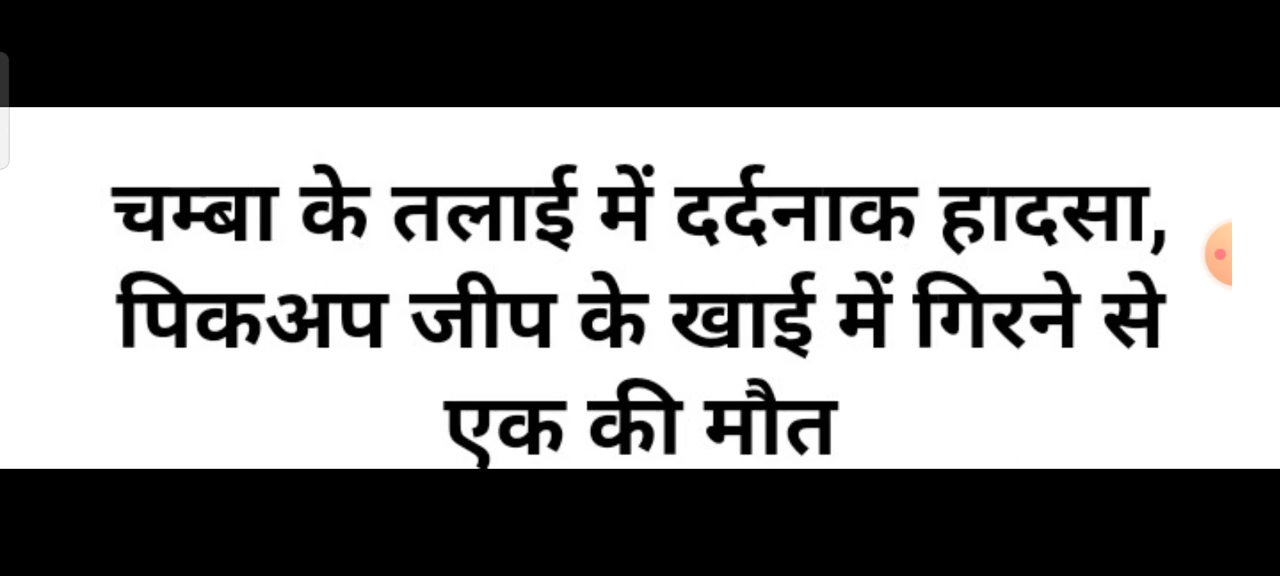 चम्बा के तलाई में दर्दनाक हादसा,
पिकअप जीप के खाई में गिरने से
एक की मौत